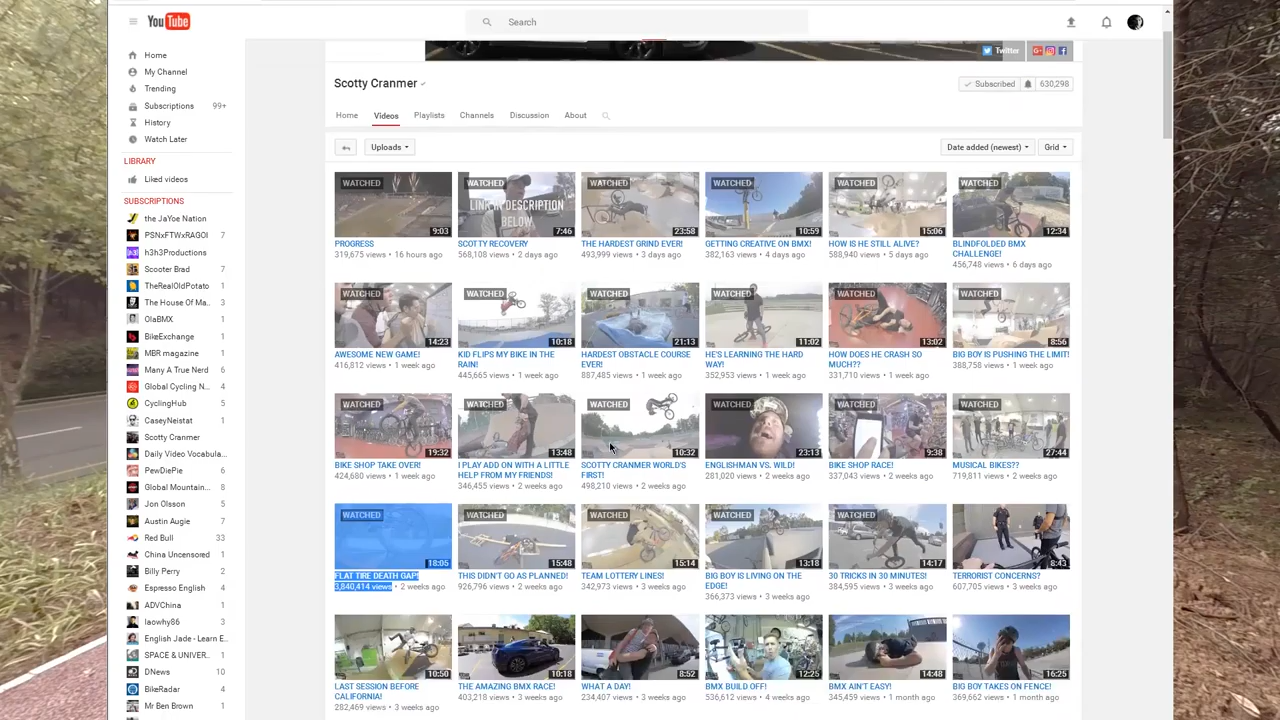 YouTube
Search
Home
My Channel
Trending
Subscriptions 99+
History
Watch Later
LIBRARY
Liked videos
SUBSCRIPTIONS
the JaYoe Nation
PSNxFTWxRAGOI 7
h3h3Productions
Scooter Brad 7
TheRealOldPotato 1
The House Of Ma.. 3
OlaBMX 1
BikeExchange 1
MBR magazine 1
Many A True Nerd 6
Global Cycling N... 4
CyclingHub 5
CaseyNeistat 1
Scotty Cranmer
Daily Video Vocabula...
PewDiePie 6
Global Mountain... 8
Jon Olsson 5
Austin Augie 7
Red Bull 33
China Uncensored 1
Billy Perry 2
Espresso English 4
ADVChina 1
laowhy86 3
English Jade - Learn E..
SPACE & UNIVER.. 1
DNews 10
BikeRadar 4
Mr Ben Brown 1
Twitter
Scotty Cranmer
Subscribed 630,298
Home Videos Playlists Channels Discussion About
Uploads Date added (newest) Grid
WATCHED WATCHED WATCHED WATCHED WATCHED WATCHED
LINK IN DESCRIPTION
BELOW
9:03 7:46 23:58 10:59 15:06 12:34
PROGRESS
319,675 views • 16 hours ago
SCOTTY RECOVERY
568,108 views • 2 days ago
THE HARDEST GRIND EVER!
493,999 views • 3 days ago
GETTING CREATIVE ON BMX!
382,163 views • 4 days ago
HOW IS HE STILL ALIVE?
588,940 views • 5 days ago
BLINDFOLDED BMX
CHALLENGE!
456,748 views • 6 days ago
WATCHED WATCHED WATCHED WATCHED WATCHED WATCHED
14:23 10:18 21:13 11:02 13:02 8:56
AWESOME NEW GAME!
416,812 views • 1 week ago
KID FLIPS MY BIKE IN THE
RAIN!
445,665 views • 1 week ago
HARDEST OBSTACLE COURSE
EVER!
887,485 views • 1 week ago
HE'S LEARNING THE HARD
WAY!
352,953 views • 1 week ago
HOW DOES HE CRASH SO
MUCH??
331,710 views • 1 week ago
BIG BOY IS PUSHING THE LIMIT!
388,758 views • 1 week ago
WATCHED WATCHED WATCHED WATCHED WATCHED WATCHED
19:32 13:48 10:32 23:13 9:38 27:44
BIKE SHOP TAKE OVER!
424,680 views • 1 week ago
I PLAY ADD ON WITH A LITTLE
HELP FROM MY FRIENDS!
346,455 views • 2 weeks ago
SCOTTY CRANMER WORLD'S
FIRST!
498,210 views • 2 weeks ago
ENGLISHMAN VS. WILD!
281,020 views • 2 weeks ago
BIKE SHOP RACE!
337,043 views • 2 weeks ago
MUSICAL BIKES??
719,811 views • 2 weeks ago
WATCHED WATCHED WATCHED WATCHED WATCHED
18:05 15:48 15:14 13:18 14:17 8:43
FLAT TIRE DEATH GAP!
3,840,414 views • 2 weeks ago
THIS DIDN'T GO AS PLANNED!
926,796 views • 2 weeks ago
TEAM LOTTERY LINES!
342,973 views • 3 weeks ago
BIG BOY IS LIVING ON THE
EDGE!
366,373 views • 3 weeks ago
30 TRICKS IN 30 MINUTES!
384,595 views • 3 weeks ago
TERRORIST CONCERNS?
607,705 views • 3 weeks ago
10:50 10:18 8:52 12:25 14:48 16:25
LAST SESSION BEFORE
CALIFORNIA!
282,469 views • 3 weeks ago
THE AMAZING BMX RACE!
403,218 views • 3 weeks ago
WHAT A DAY!
234,407 views • 3 weeks ago
BMX BUILD OFF!
536,612 views • 4 weeks ago
BMX AIN'T EASY!
345,459 views • 1 month ago
BIG BOY TAKES ON FENCE!
369,662 views • 1 month ago